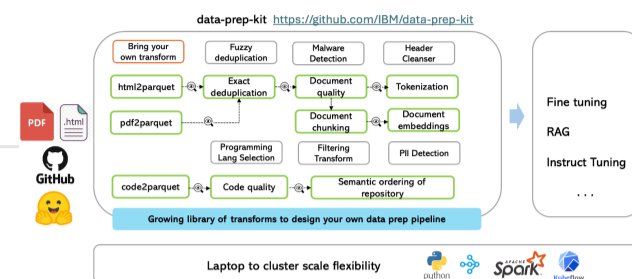 data-prep-kit https://github.com/IBM/data-prep-kit
Bring your
own transform
Fuzzy
deduplication
Malware
Detection
Header
Cleanser
html2parquet
Exact
deduplication
Document
quality
Tokenization
pdf2parquet
Document
chunking
Document
embeddings
Programming
Lang Selection
Filtering
Transform
PII Detection
code2parquet
Code quality
Semantic ordering of
repository
Growing library of transforms to design your own data prep pipeline
PDF
.html
GitHub
Fine tuning
RAG
Instruct Tuning
. . .
Laptop to cluster scale flexibility
python
APACHE
Spark
Kubeflow